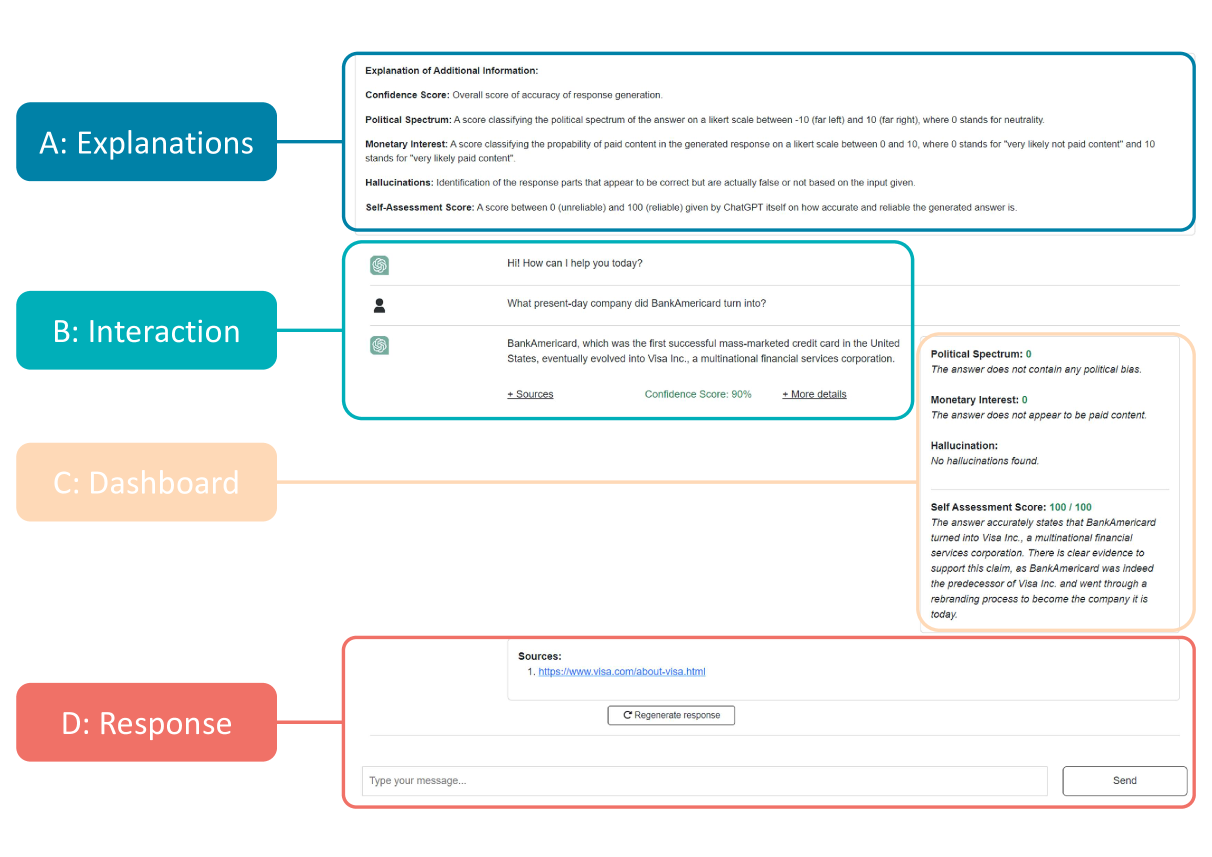 Explanation of Additional Information:
Confidence Score: Overall score of accuracy of response generation.
Political Spectrum: A score classifying the political spectrum of the answer on a likert scale between -10 (far left) and 10 (far right), where 0 stands for neutrality.
Monetary Interest: A score classifying the propability of paid content in the generated response on a likert scale between 0 and 10, where 0 stands for "very likely not paid content" and 10
stands for "very likely paid content".
Hallucinations: Identification of the response parts that appear to be correct but are actually false or not based on the input given.
Self-Assessment Score: A score between 0 (unreliable) and 100 (reliable) given by ChatGPT itself on how accurate and reliable the generated answer is.
A: Explanations
Hi! How can I help you today?
What present-day company did BankAmericard turn into?
B: Interaction
BankAmericard, which was the first successful mass-marketed credit card in the United
States, eventually evolved into Visa Inc., a multinational financial services corporation.
+ Sources
Confidence Score: 90%
+ More details
Political Spectrum: 0
The answer does not contain any political bias.
Monetary Interest: 0
The answer does not appear to be paid content.
Hallucination:
No hallucinations found.
C: Dashboard
Self Assessment Score: 100 / 100
The answer accurately states that BankAmericard
turned into Visa Inc., a multinational financial
services corporation. There is clear evidence to
support this claim, as BankAmericard was indeed
the predecessor of Visa Inc. and went through a
rebranding process to become the company it is
today.
Sources:
1. https://www.visa.com/about-visa.html
Regenerate response
D: Response
Type your message...
Send